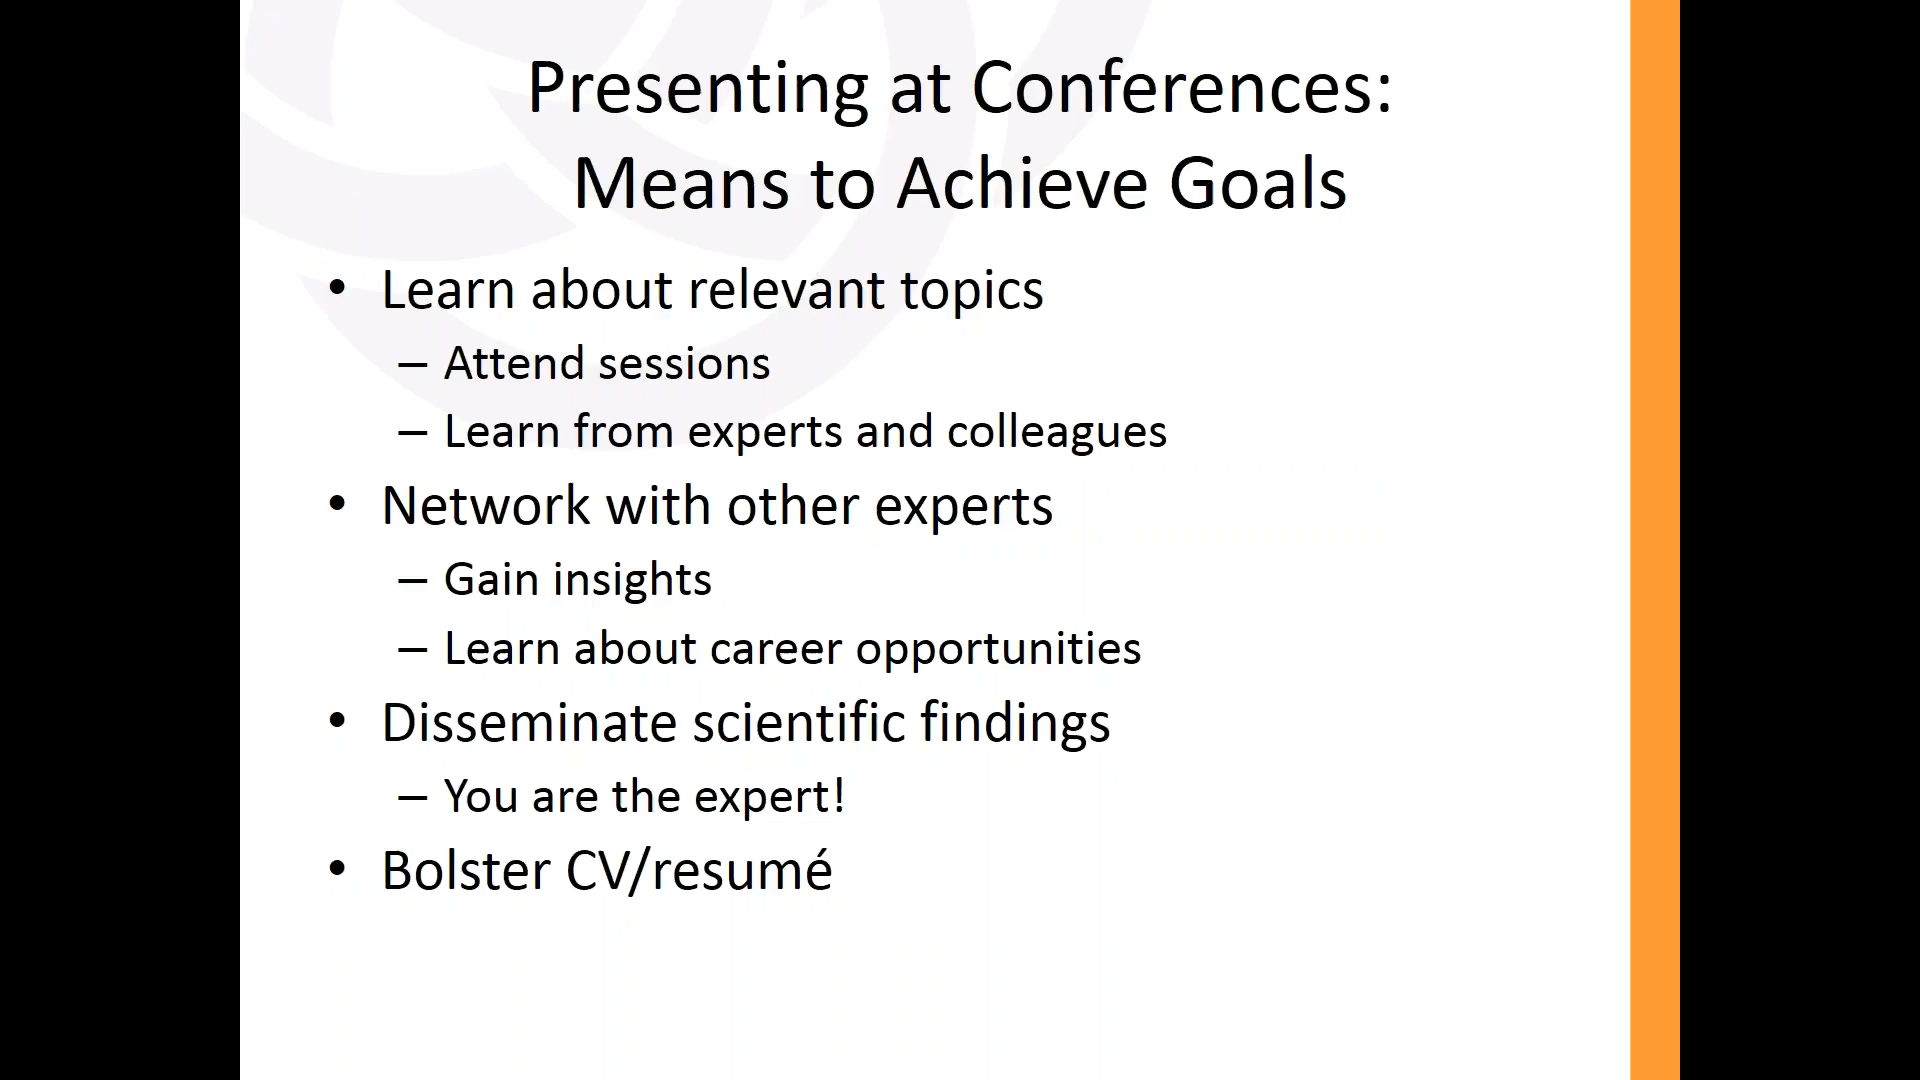 Presenting at Conferences:
Means to Achieve Goals
• Learn about relevant topics
– Attend sessions
– Learn from experts and colleagues
• Network with other experts
– Gain insights
– Learn about career opportunities
• Disseminate scientific findings
– You are the expert!
• Bolster CV/resumé